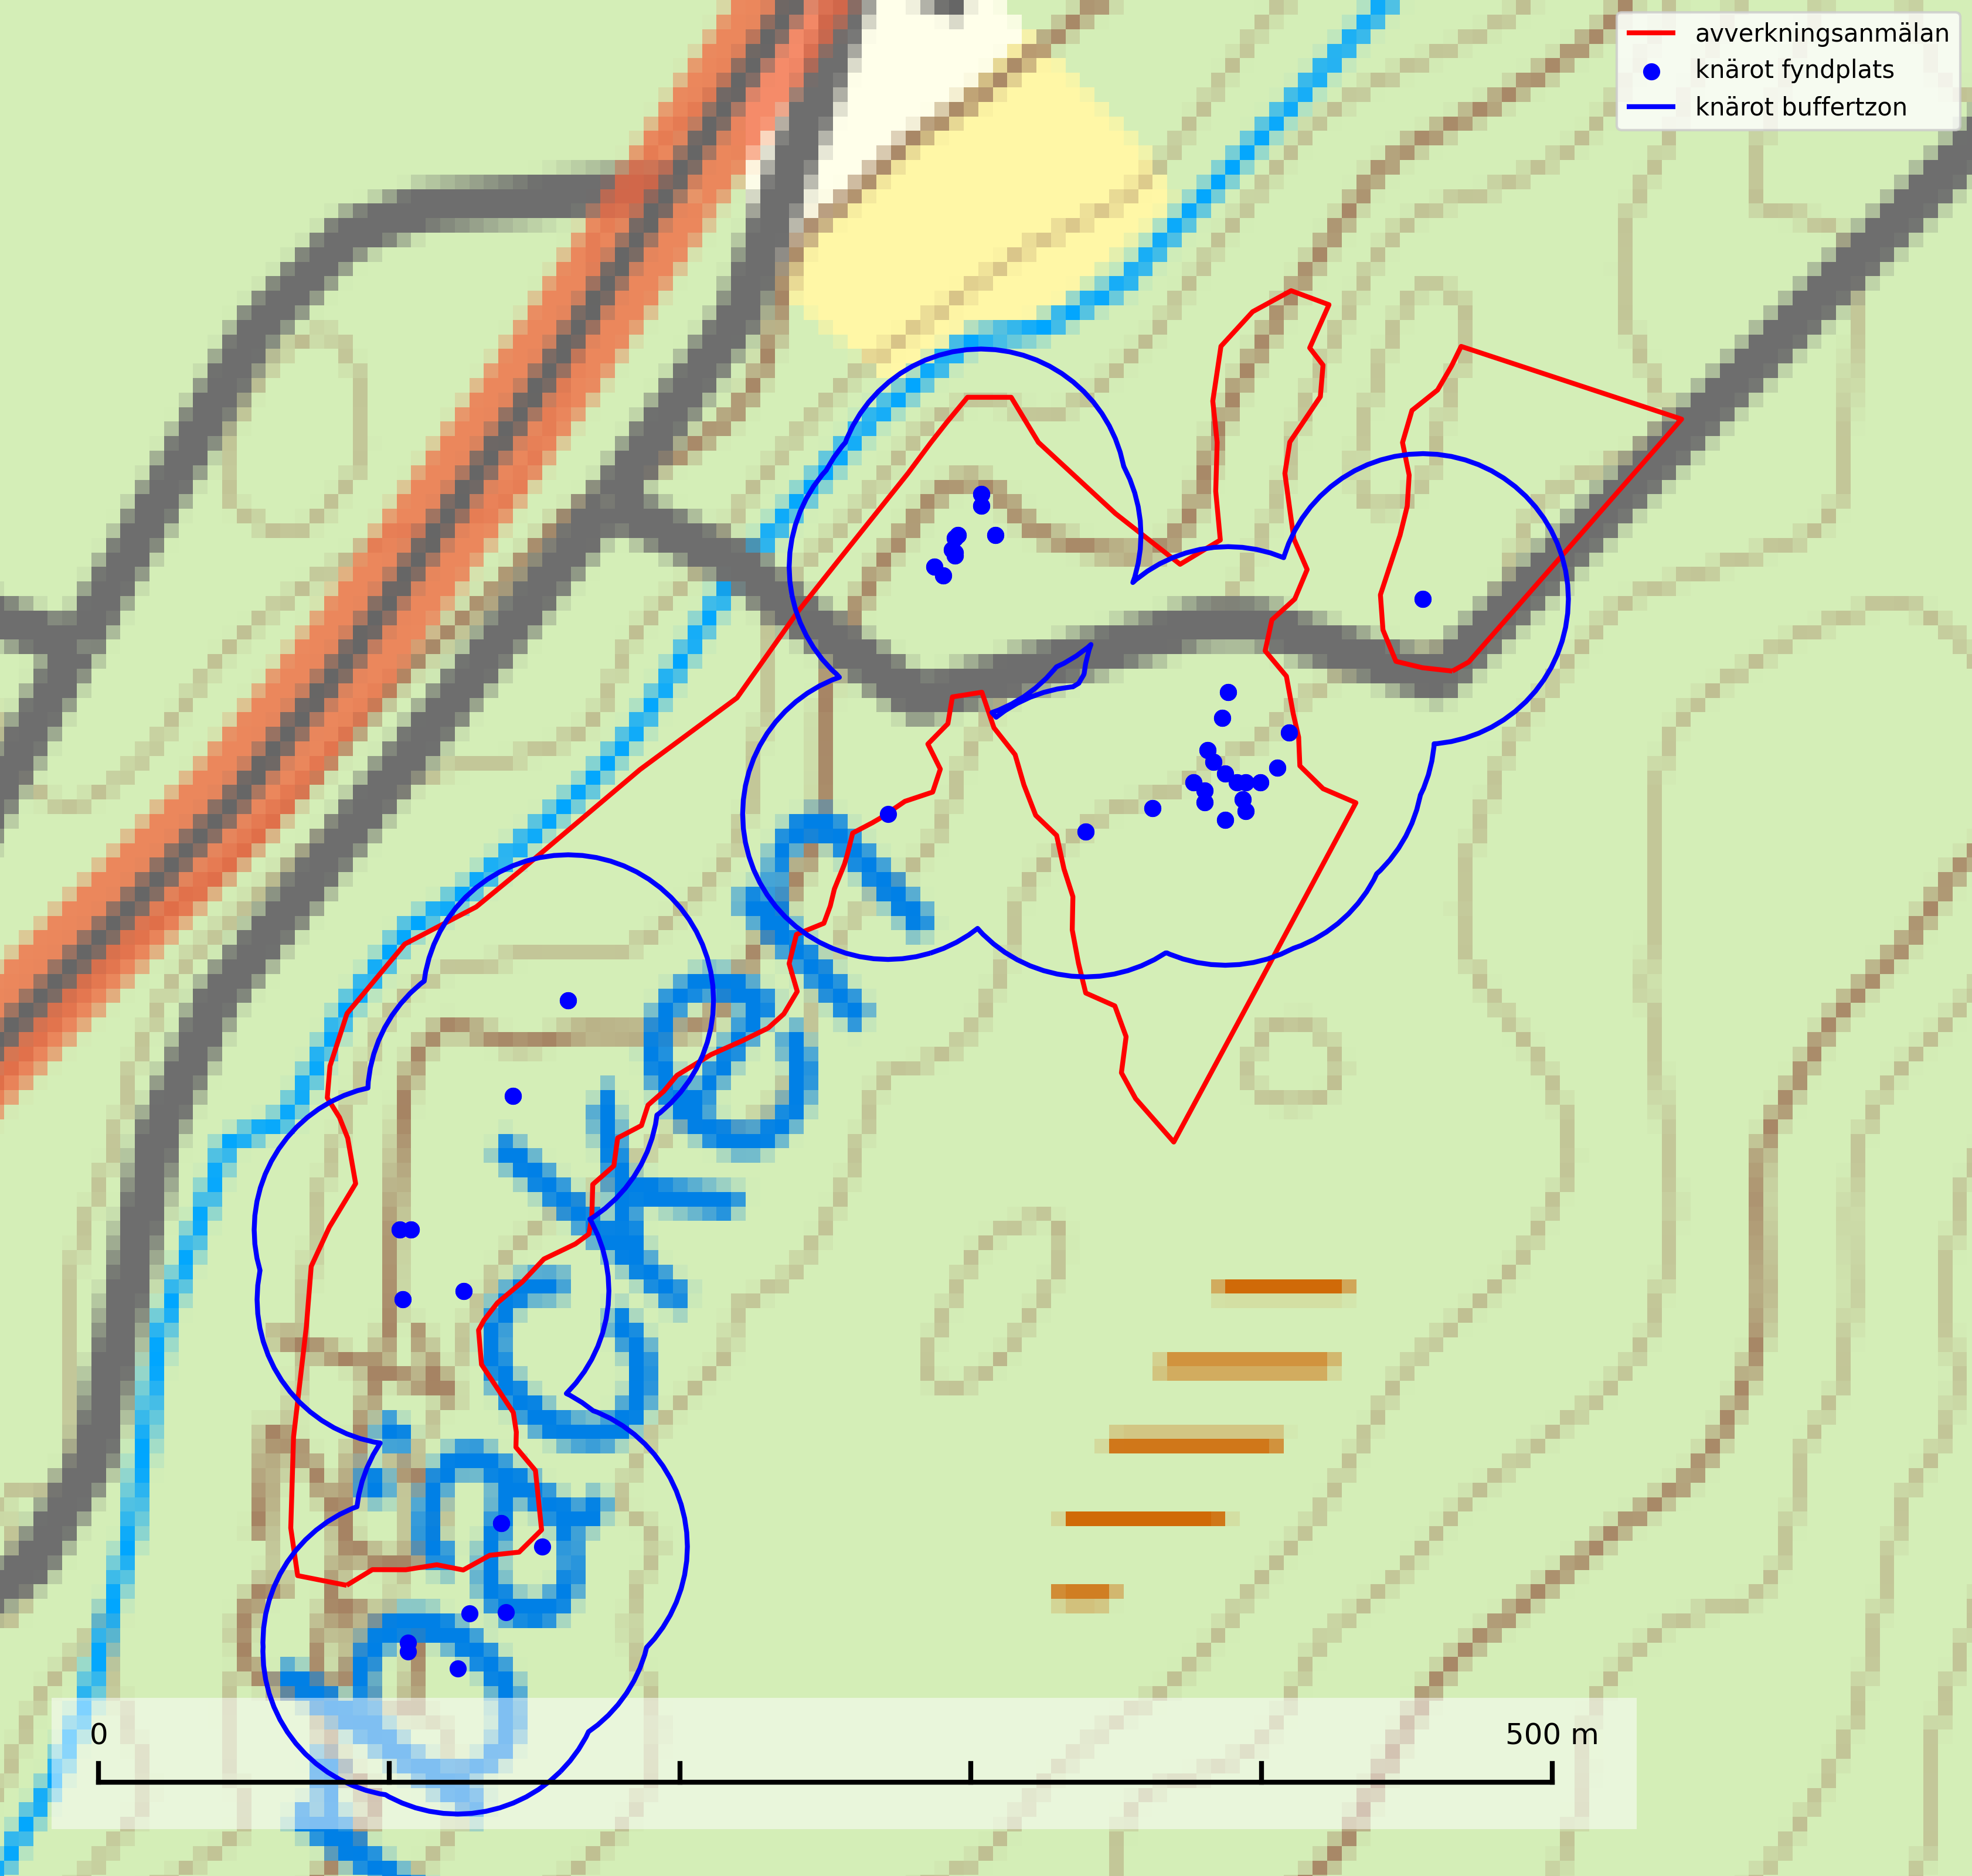 avverkningsanmälan
knärot fyndplats
knärot buffertzon
0 500 m